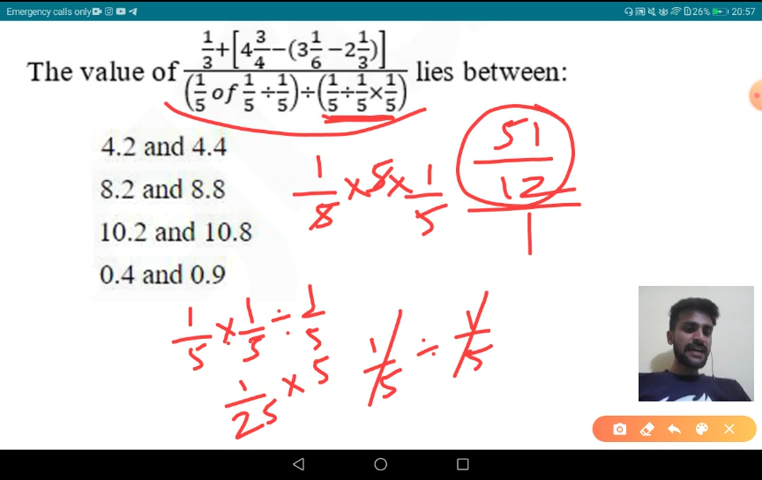 Emergency calls only 26% 20:57
1/3+[4 3/4−(3 1/6−2 1/3)]
The value of lies between:
(1/5 of 1/5÷1/5)÷(1/5÷1/5×1/5)
4.2 and 4.4
8.2 and 8.8
10.2 and 10.8
0.4 and 0.9
51
12
1
1/5 × 5 × 1/5
1/5 × 1/5 ÷ 1/5
1/25 × 5
1/5 ÷ 1/5